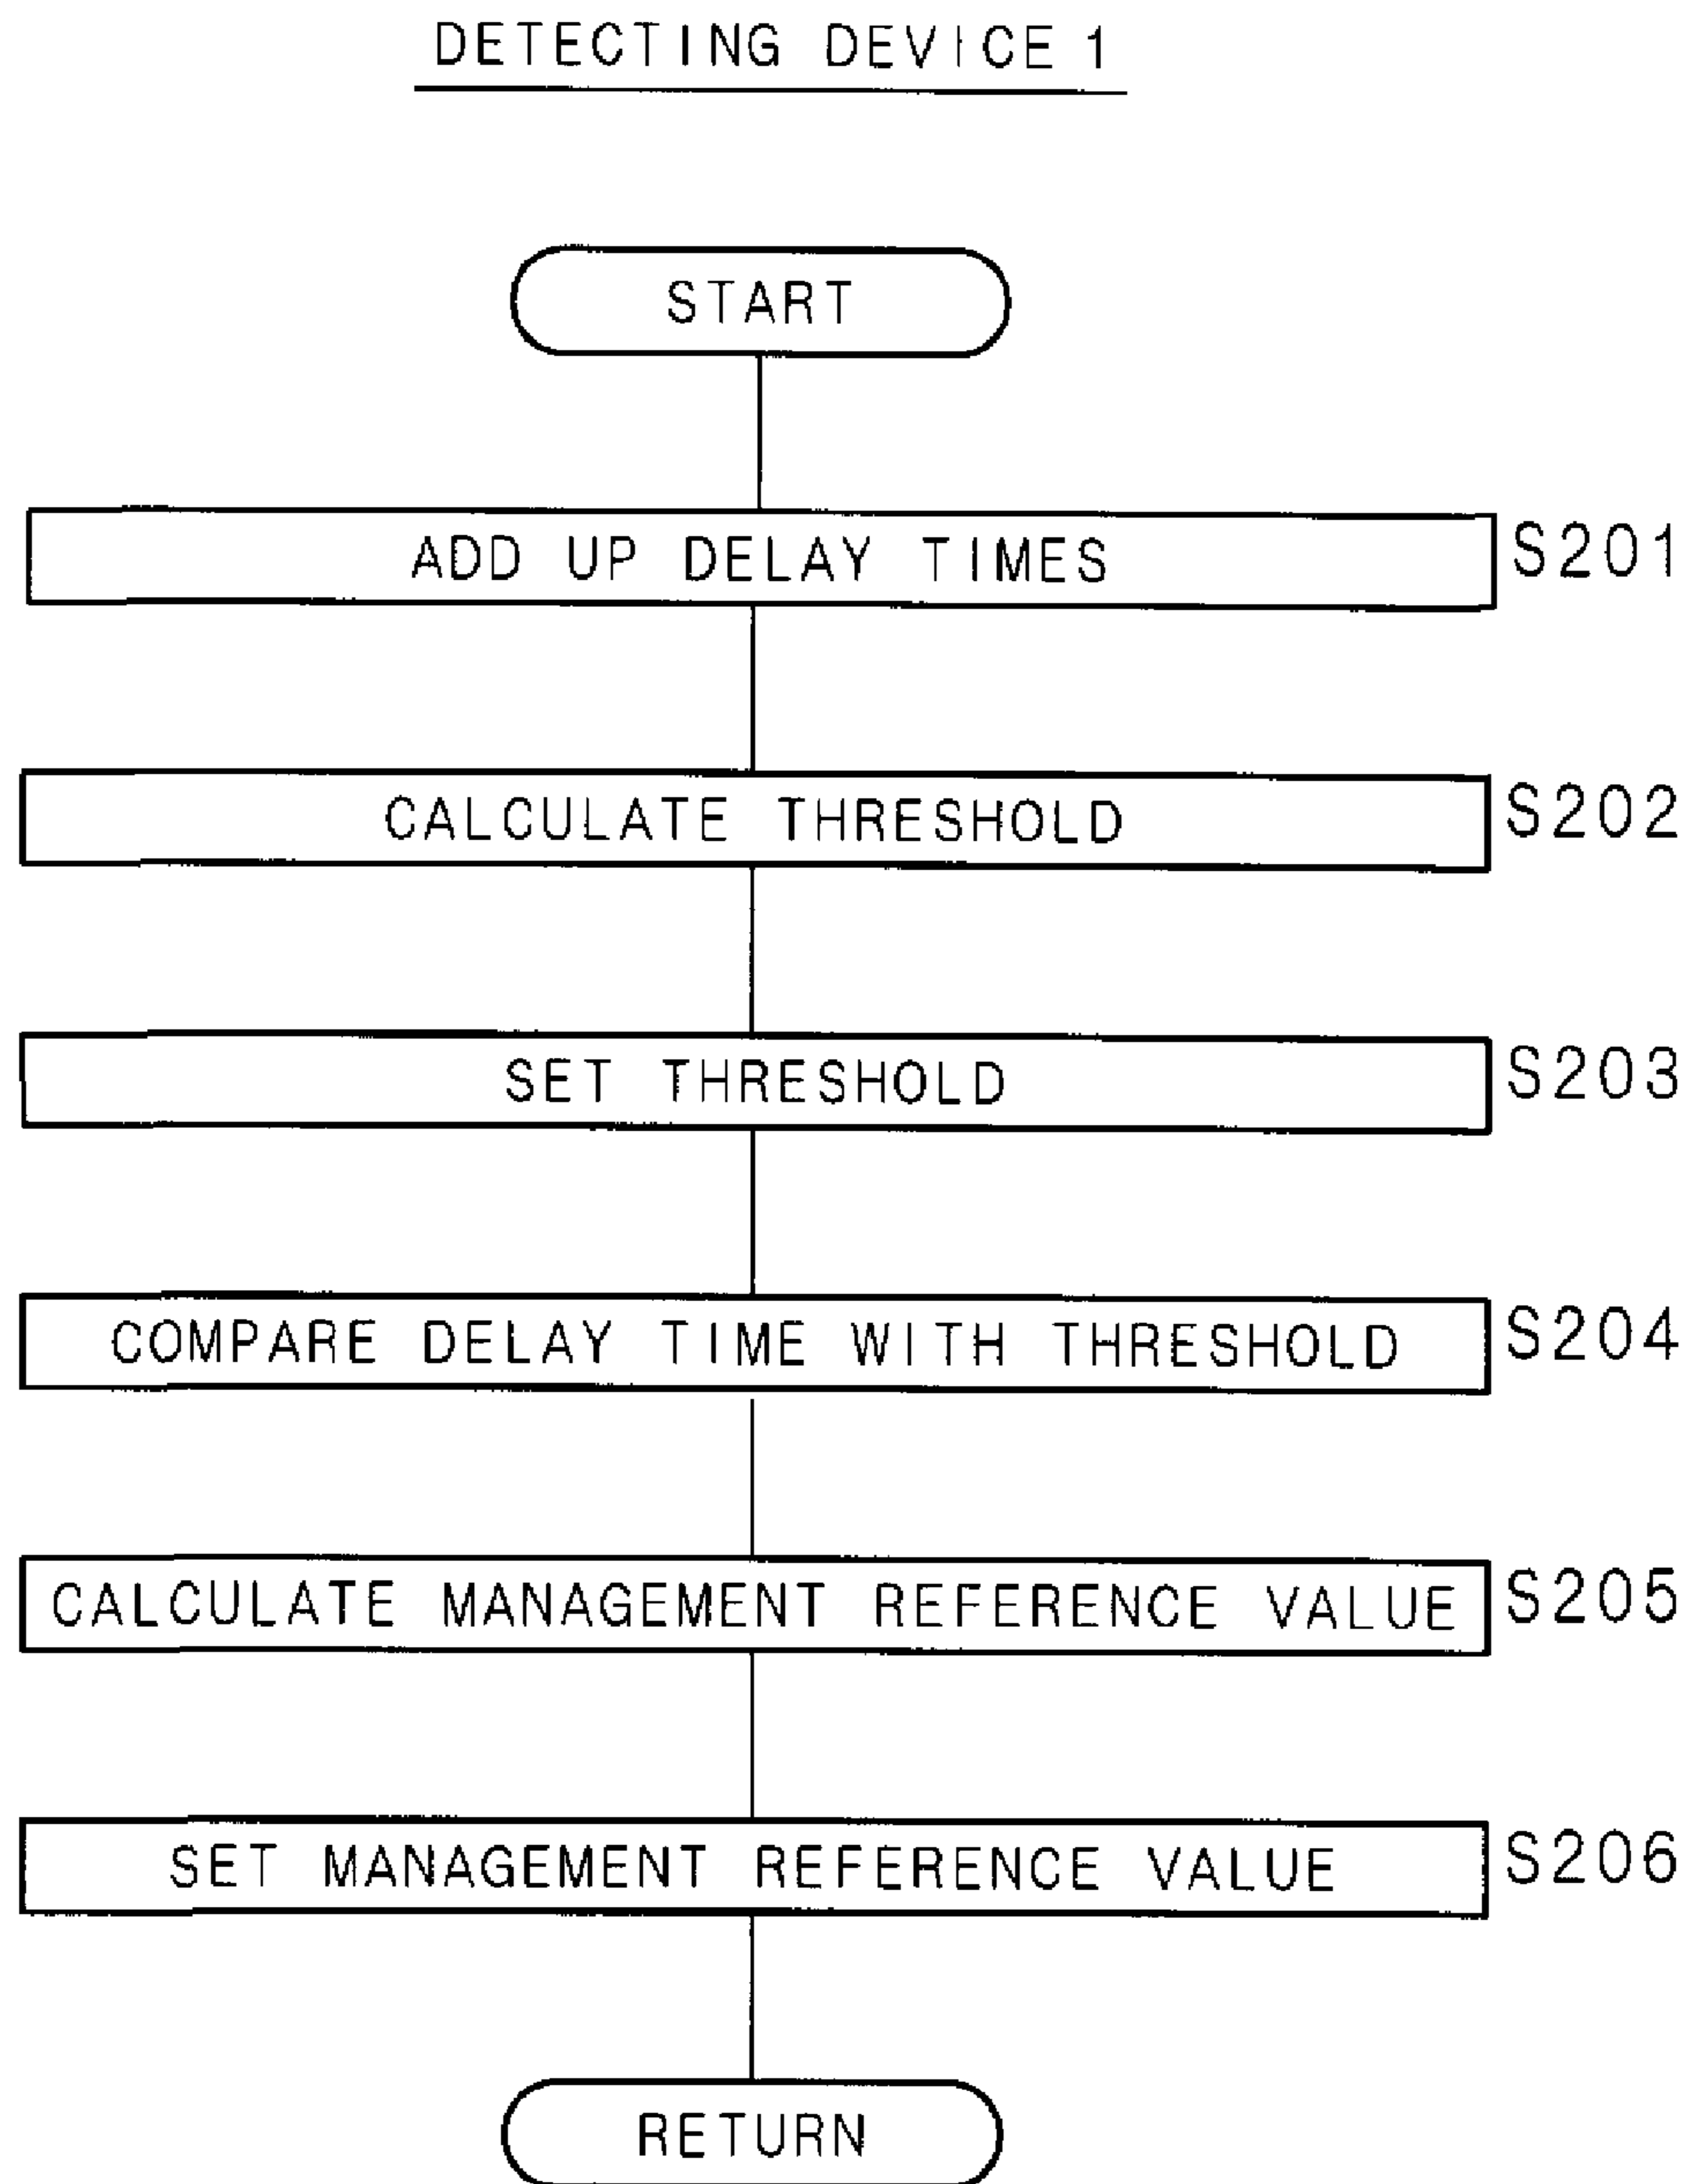 DETECTING DEVICE 1
START
ADD UP DELAY TIMES S201
CALCULATE THRESHOLD S202
SET THRESHOLD S203
COMPARE DELAY TIME WITH THRESHOLD S204
CALCULATE MANAGEMENT REFERENCE VALUE S205
SET MANAGEMENT REFERENCE VALUE S206
RETURN